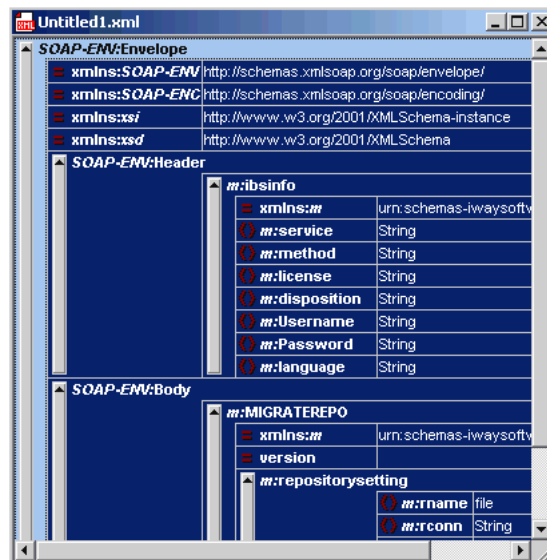 Untitled1.xml
SOAP-ENV:Envelope
= xmlns:SOAP-ENV http://schemas.xmlsoap.org/soap/envelope/
= xmlns:SOAP-ENC http://schemas.xmlsoap.org/soap/encoding/
= xmlns:xsi http://www.w3.org/2001/XMLSchema-instance
= xmlns:xsd http://www.w3.org/2001/XMLSchema
SOAP-ENV:Header
m:ibsinfo
= xmlns:m urn:schemas-iwaysoftw
() m:service String
() m:method String
() m:license String
() m:disposition String
() m:Username String
() m:Password String
() m:language String
SOAP-ENV:Body
m:MIGRATEREPO
= xmlns:m urn:schemas-iwaysoftw
= version
m:repositorysetting
() m:rname file
() m:rconn String